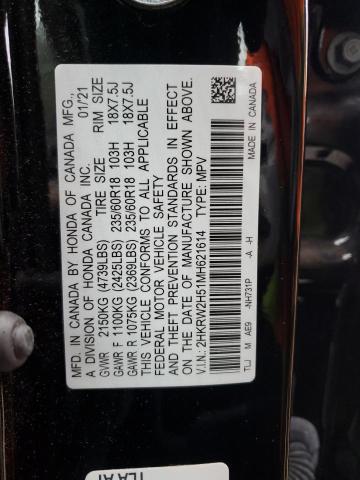 MFD. IN CANADA BY HONDA OF CANADA MFG.,
A DIVISION OF HONDA CANADA INC. 01/21
GVWR 2150KG (4739LBS) TIRE SIZE RIM SIZE
GAWR F 1100KG (2425LBS) 235/60R18 103H 18X7.5J
GAWR R 1075KG (2369LBS) 235/60R18 103H 18X7.5J
THIS VEHICLE CONFORMS TO ALL APPLICABLE
FEDERAL MOTOR VEHICLE SAFETY
AND THEFT PREVENTION STANDARDS IN EFFECT
ON THE DATE OF MANUFACTURE SHOWN ABOVE.
V.I.N.: 2HKRW2H51MH621614 TYPE: MPV
-NH731P -A -H
AE9 MADE IN CANADA